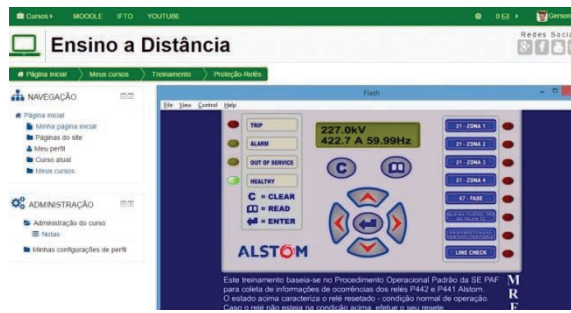 Cursos MOODLE IFTO YOUTUBE
0 Gerson
Ensino a Distância
Redes Soci
Página Inicial Meus cursos Treinamento Proteção-Relés
NAVEGAÇÃO
Página inicial
Minha página inicial
Páginas do site
Meu perfil
Curso atual
Meus cursos
ADMINISTRAÇÃO
Administração do curso
Notas
Minhas configurações de perfil
Flash
File View Control Help
TRIP
ALARM
OUT OF SERVICE
HEALTHY
C = CLEAR
= READ
= ENTER
ALSTOM
227.0kV
422.7 A 59.99Hz
C
21 - ZONA 1
21 - ZONA 2
21 - ZONA 3
21 - ZONA 4
67 - FASE
LINE CHECK
Este treinamento baseia-se no Procedimento Operacional Padrão da SE PAF
para coleta de informações de ocorrências dos relés P442 e P441 Alstom.
O estado acima caracteriza o relé resetado - condição normal de operação.
Caso o relé não esteja na condição acima, efetue o seu reset.
M
R
E